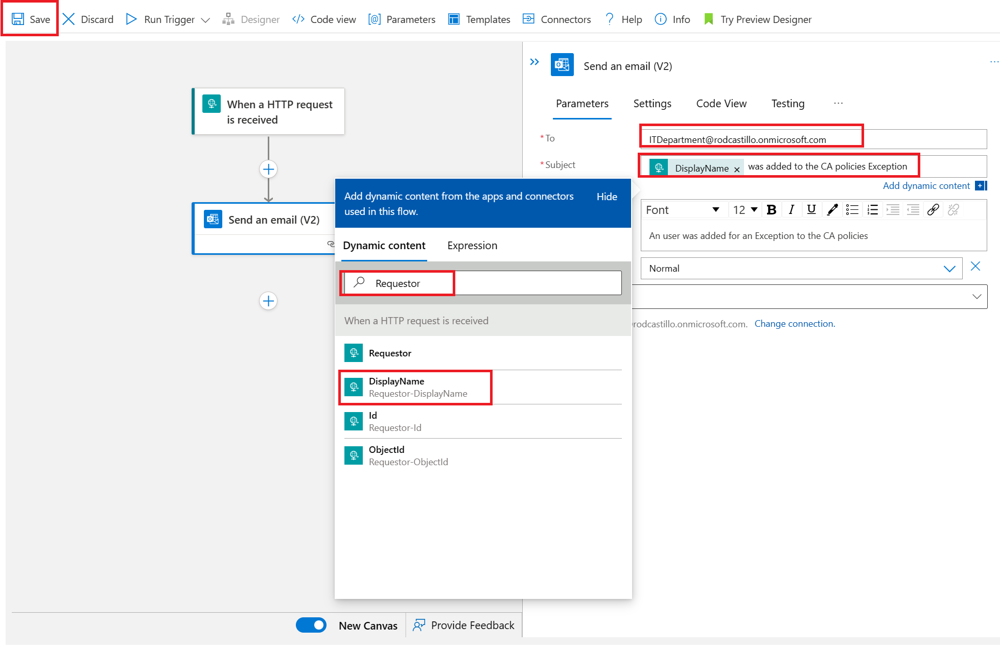 Save Discard Run Trigger Designer </> Code view [@] Parameters Templates Connectors ? Help Info Try Preview Designer
When a HTTP request
is received
Send an email (V2)
Send an email (V2)
Parameters Settings Code View Testing ...
* To ITDepartment@rodcastillo.onmicrosoft.com
* Subject DisplayName × was added to the CA policies Exception
Add dynamic content
Font 12 B I U
An user was added for an Exception to the CA policies
Normal
rodcastillo.onmicrosoft.com. Change connection.
Add dynamic content from the apps and connectors
used in this flow.
Hide
Dynamic content Expression
Requestor
When a HTTP request is received
Requestor
DisplayName
Requestor-DisplayName
Id
Requestor-Id
ObjectId
Requestor-ObjectId
New Canvas Provide Feedback